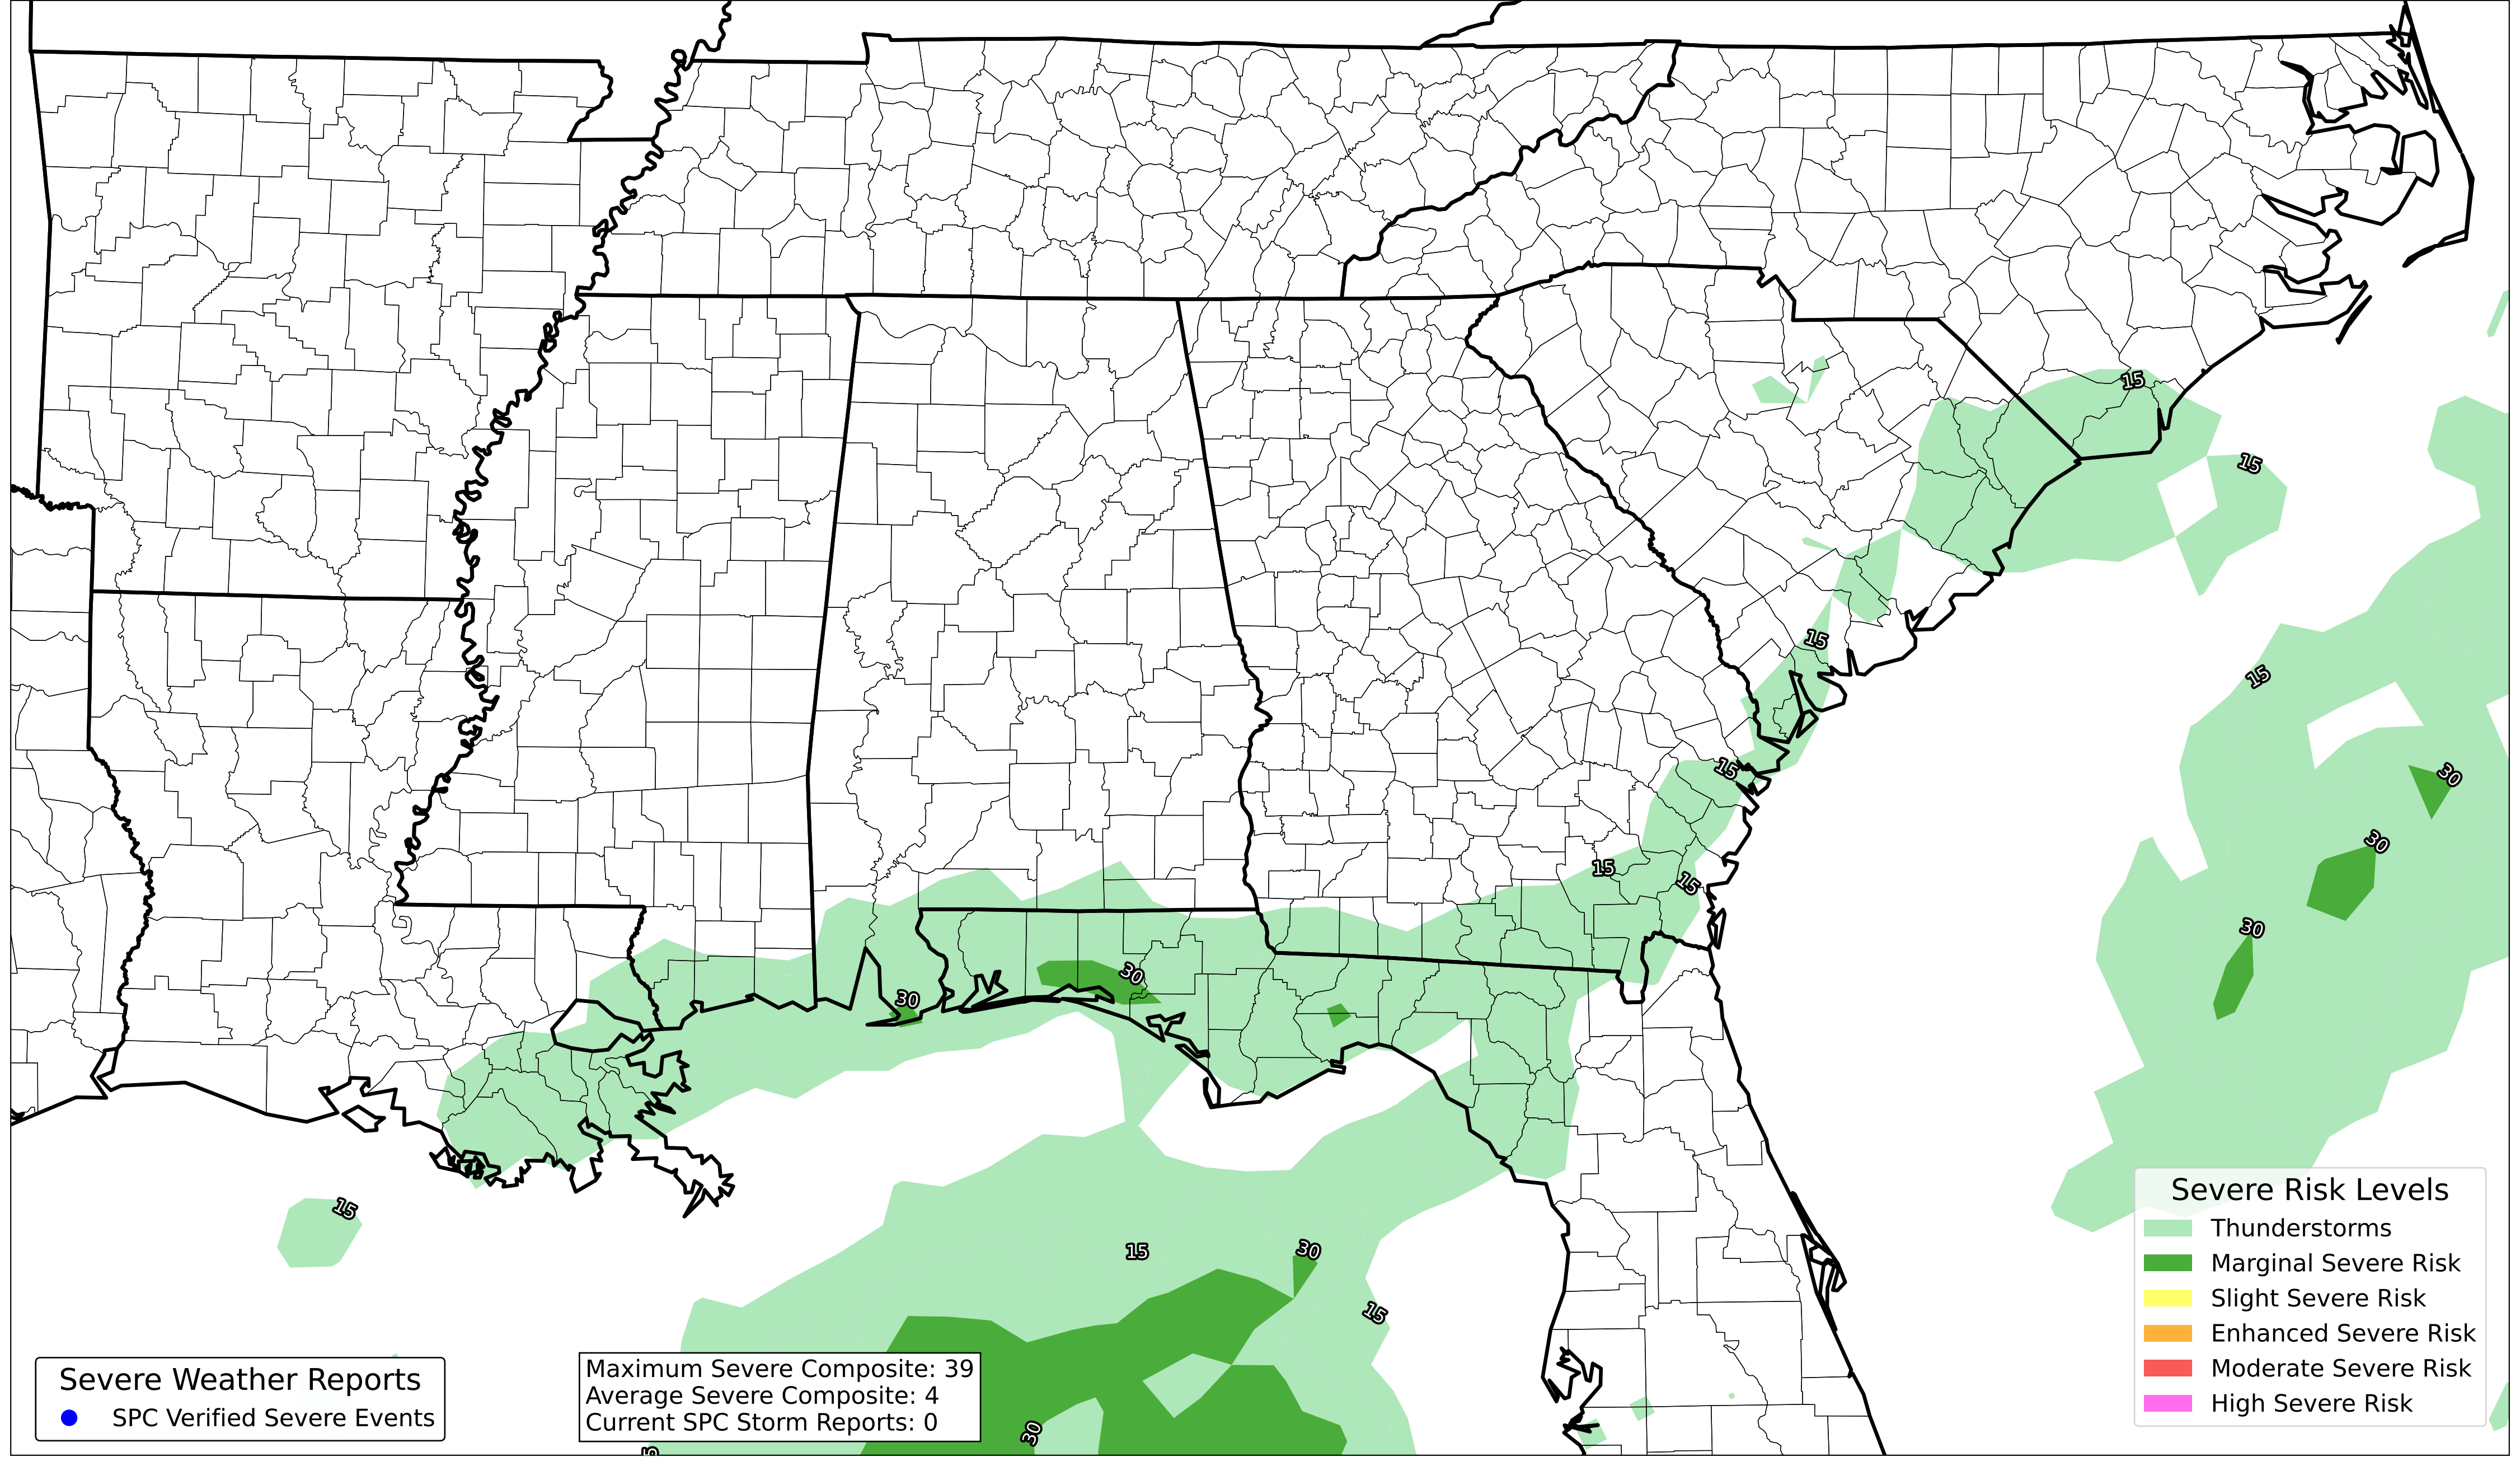 15
15
15
15
15
30
30
15
15
30
30
30
15
15
30
15
30
Severe Risk Levels
Thunderstorms
Marginal Severe Risk
Slight Severe Risk
Enhanced Severe Risk
Moderate Severe Risk
High Severe Risk
Severe Weather Reports
SPC Verified Severe Events
Maximum Severe Composite: 39
Average Severe Composite: 4
Current SPC Storm Reports: 0